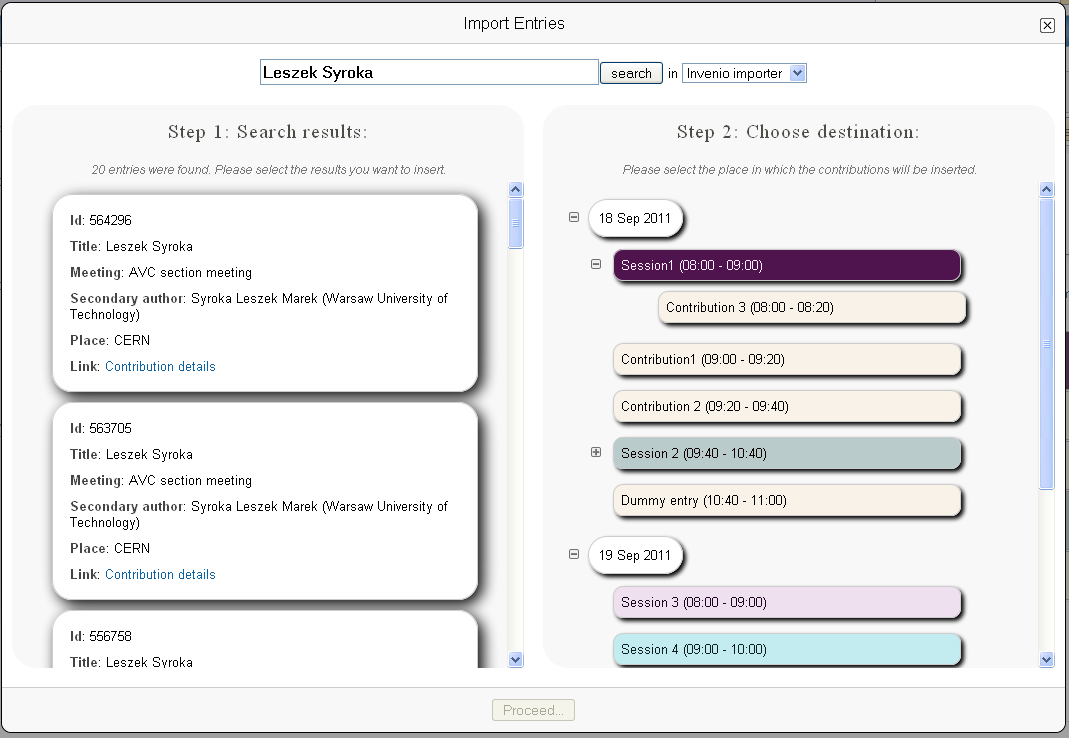 Import Entries
Leszek Syroka
search
in
Invenio importer
Step 1: Search results:
20 entries were found. Please select the results you want to insert.
Id: 564296
Title: Leszek Syroka
Meeting: AVC section meeting
Secondary author: Syroka Leszek Marek (Warsaw University of
Technology)
Place: CERN
Link: Contribution details
Id: 563705
Title: Leszek Syroka
Meeting: AVC section meeting
Secondary author: Syroka Leszek Marek (Warsaw University of
Technology)
Place: CERN
Link: Contribution details
Id: 556758
Title: Leszek Syroka
Step 2: Choose destination:
Please select the place in which the contributions will be inserted.
18 Sep 2011
Session1 (08:00 - 09:00)
Contribution 3 (08:00 - 08:20)
Contribution1 (09:00 - 09:20)
Contribution 2 (09:20 - 09:40)
Session 2 (09:40 - 10:40)
Dummy entry (10:40 - 11:00)
19 Sep 2011
Session 3 (08:00 - 09:00)
Session 4 (09:00 - 10:00)
Proceed...